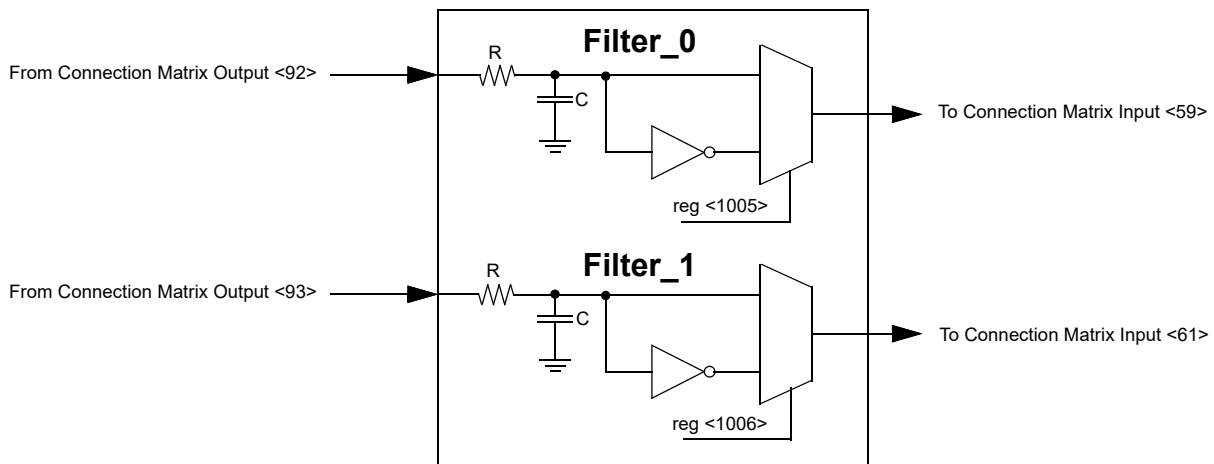 Filter_0
R
From Connection Matrix Output <92>
C
To Connection Matrix Input <59>
reg <1005>
Filter_1
R
From Connection Matrix Output <93>
C
To Connection Matrix Input <61>
reg <1006>